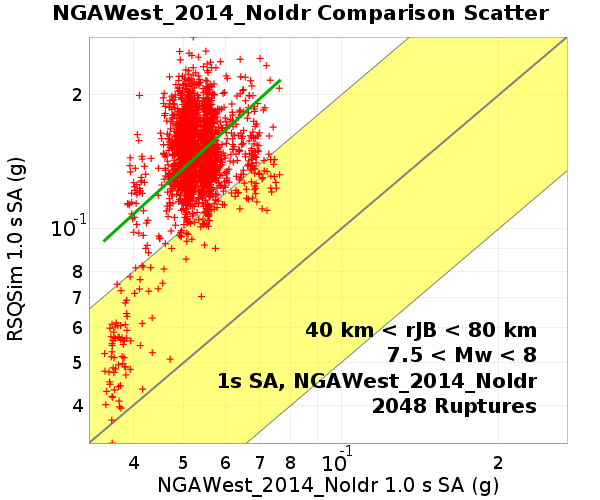 NGAWest_2014_NoIdr Comparison Scatter
RSQSim 1.0 s SA (g)
2
10⁻¹
8
7
6
5
4
40 km < rJB < 80 km
7.5 < Mw < 8
1s SA, NGAWest_2014_NoIdr
2048 Ruptures
4 5 6 7 8 10⁻¹ 2
NGAWest_2014_NoIdr 1.0 s SA (g)